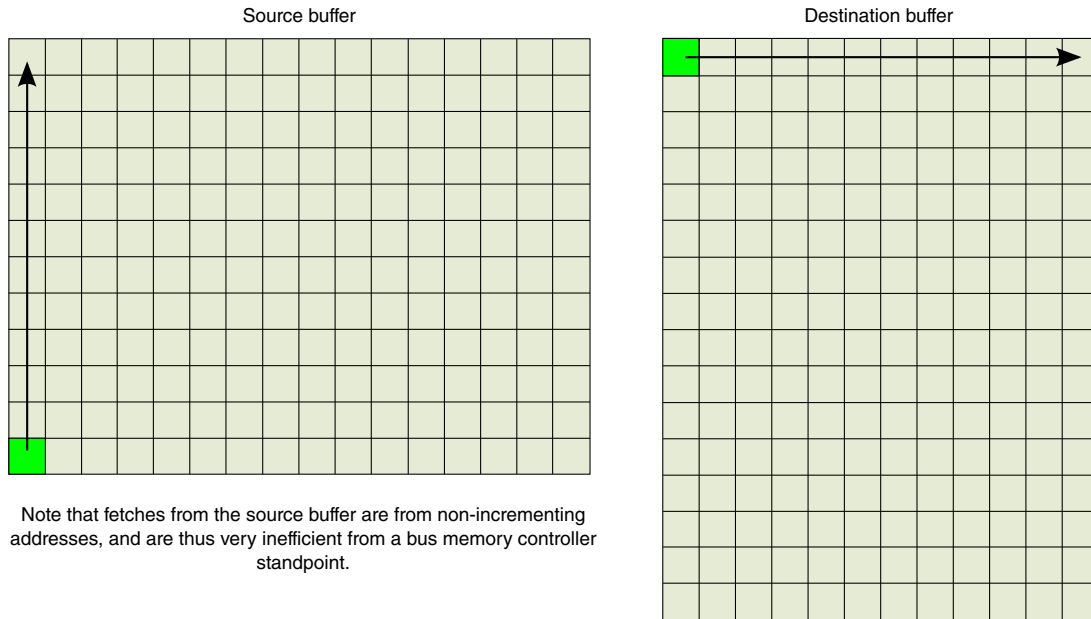 Source buffer
Destination buffer
Note that fetches from the source buffer are from non-incrementing
addresses, and are thus very inefficient from a bus memory controller
standpoint.